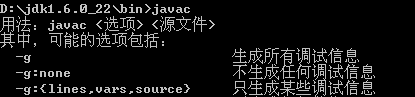 D:\jdk1.6.0_22\bin>javac
用法：javac <选项> <源文件>
其中，可能的选项包括：
-g 生成所有调试信息
-g:none 不生成任何调试信息
-g:{lines,vars,source} 只生成某些调试信息